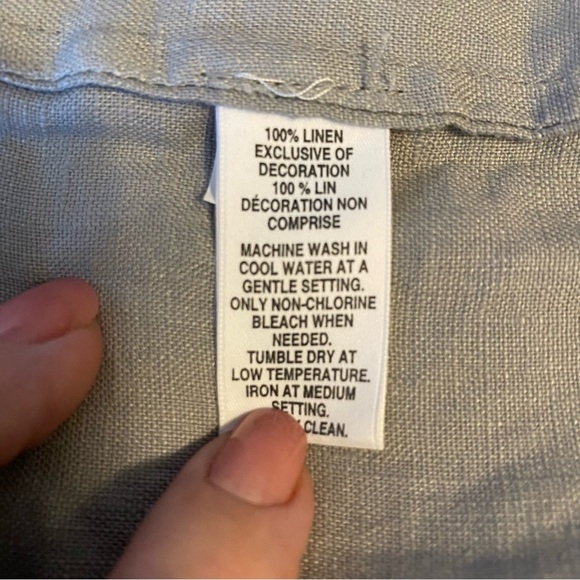 100% LINEN
EXCLUSIVE OF
DECORATION
100 % LIN
DÉCORATION NON
COMPRISE
MACHINE WASH IN
COOL WATER AT A
GENTLE SETTING.
ONLY NON-CHLORINE
BLEACH WHEN
NEEDED.
TUMBLE DRY AT
LOW TEMPERATURE.
IRON AT MEDIUM
SETTING.
CLEAN.